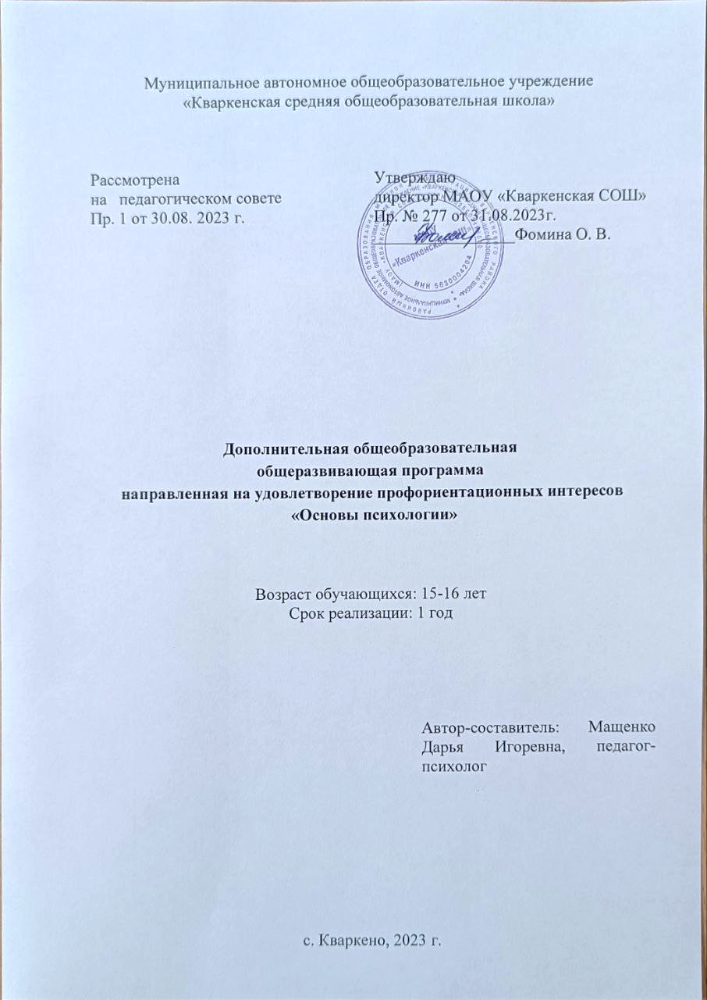 Муниципальное автономное общеобразовательное учреждение
«Кваркенская средняя общеобразовательная школа»
Рассмотрена
на педагогическом совете
Пр. 1 от 30.08. 2023 г.
Утверждаю
директор МАОУ «Кваркенская СОШ»
Пр. № 277 от 31.08.2023г.
Фомина О. В.
«Кваркенская
ИНН 5630004204
Дополнительная общеобразовательная
общеразвивающая программа
направленная на удовлетворение профориентационных интересов
«Основы психологии»
Возраст обучающихся: 15-16 лет
Срок реализации: 1 год
Автор-составитель: Мащенко
Дарья Игоревна, педагог-
психолог
с. Кваркено, 2023 г.